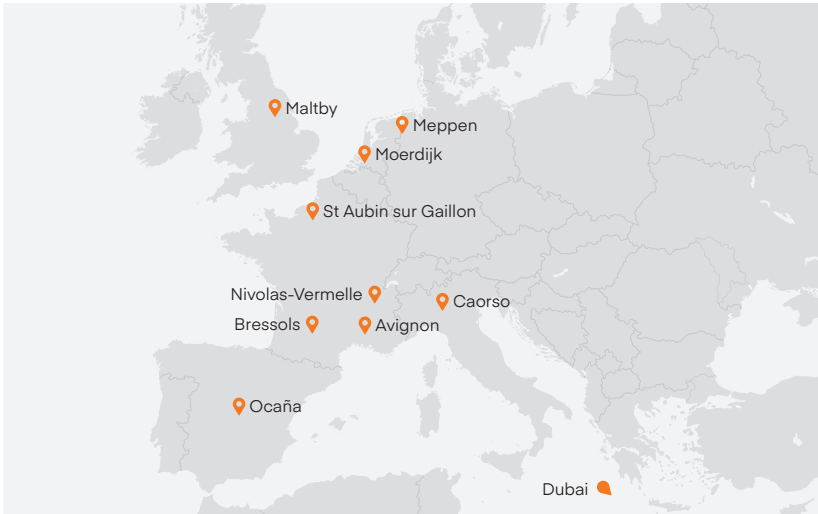 Maltby
Meppen
Moerdijk
St Aubin sur Gaillon
Nivolas-Vermelle
Caorso
Bressols
Avignon
Ocaña
Dubai